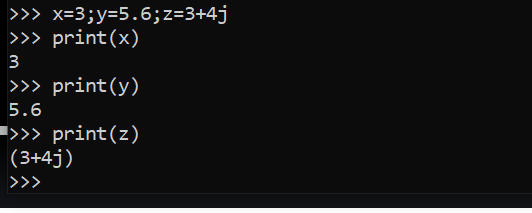 >>> x=3;y=5.6;z=3+4j
>>> print(x)
3
>>> print(y)
5.6
>>> print(z)
(3+4j)
>>>